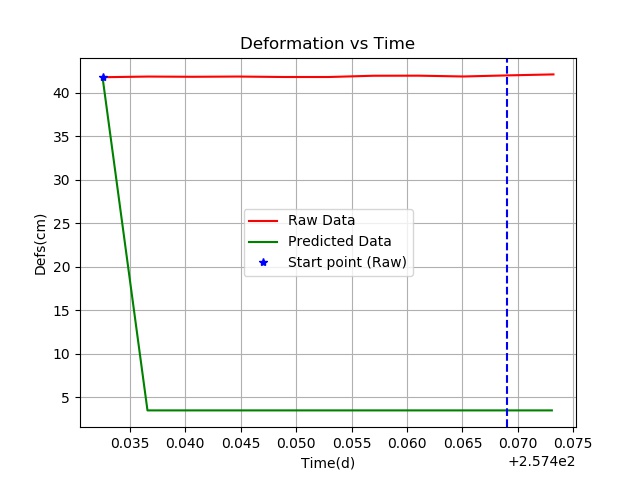 Deformation vs Time
Defs(cm)
40
35
30
25
20
15
10
5
Raw Data
Predicted Data
Start point (Raw)
0.035 0.040 0.045 0.050 0.055 0.060 0.065 0.070 0.075
Time(d)
+2.574e2